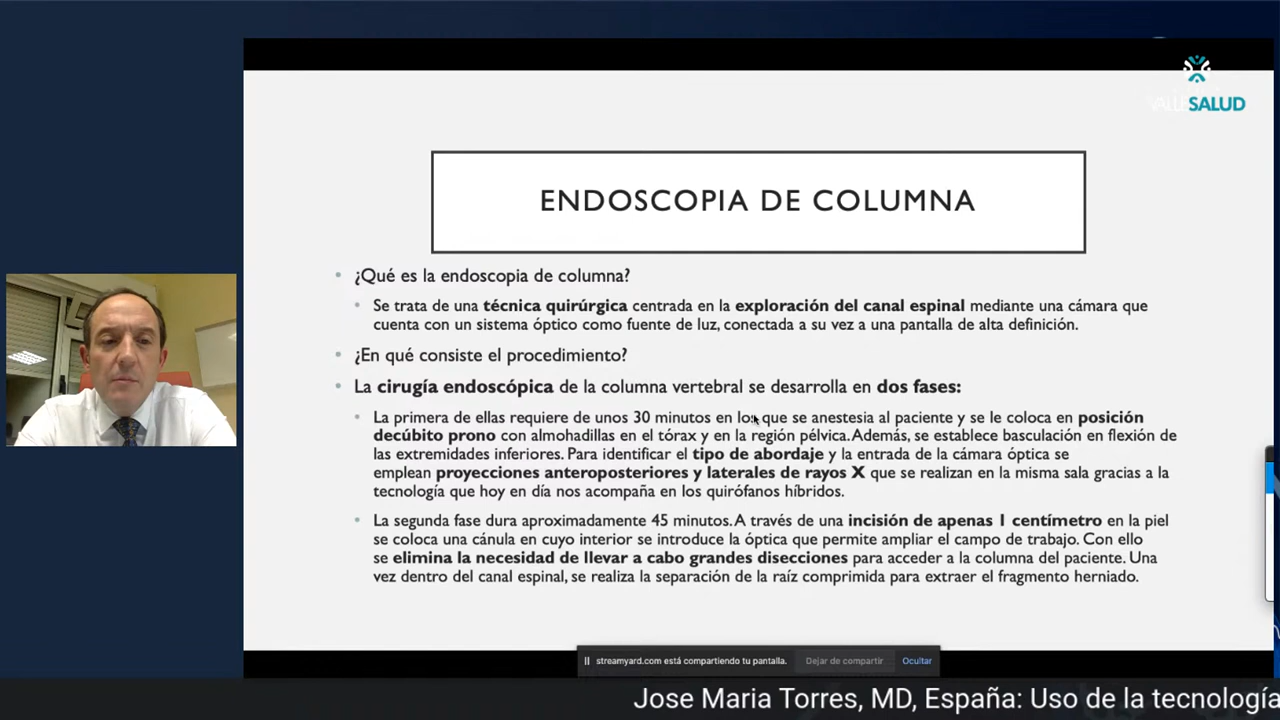 SALUD
ENDOSCOPIA DE COLUMNA
• ¿Qué es la endoscopia de columna?
• Se trata de una técnica quirúrgica centrada en la exploración del canal espinal mediante una cámara que
cuenta con un sistema óptico como fuente de luz, conectada a su vez a una pantalla de alta definición.
• ¿En qué consiste el procedimiento?
• La cirugía endoscópica de la columna vertebral se desarrolla en dos fases:
• La primera de ellas requiere de unos 30 minutos en los que se anestesia al paciente y se le coloca en posición
decúbito prono con almohadillas en el tórax y en la región pélvica. Además, se establece basculación en flexión de
las extremidades inferiores. Para identificar el tipo de abordaje y la entrada de la cámara óptica se
emplean proyecciones anteroposteriores y laterales de rayos X que se realizan en la misma sala gracias a la
tecnología que hoy en día nos acompaña en los quirófanos híbridos.
• La segunda fase dura aproximadamente 45 minutos. A través de una incisión de apenas 1 centímetro en la piel
se coloca una cánula en cuyo interior se introduce la óptica que permite ampliar el campo de trabajo. Con ello
se elimina la necesidad de llevar a cabo grandes disecciones para acceder a la columna del paciente. Una
vez dentro del canal espinal, se realiza la separación de la raíz comprimida para extraer el fragmento herniado.
streamyard.com está compartiendo tu pantalla. Dejar de compartir Ocultar
Jose Maria Torres, MD, España: Uso de la tecnología